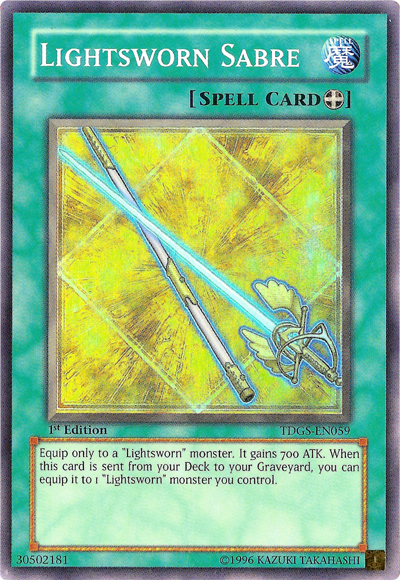 LIGHTSWORN SABRE
SPELL
魔
[SPELL CARD]
1st Edition
TDGS-EN059
Equip only to a "Lightsworn" monster. It gains 700 ATK. When
this card is sent from your Deck to your Graveyard, you can
equip it to 1 "Lightsworn" monster you control.
30502181
©1996 KAZUKI TAKAHASHI